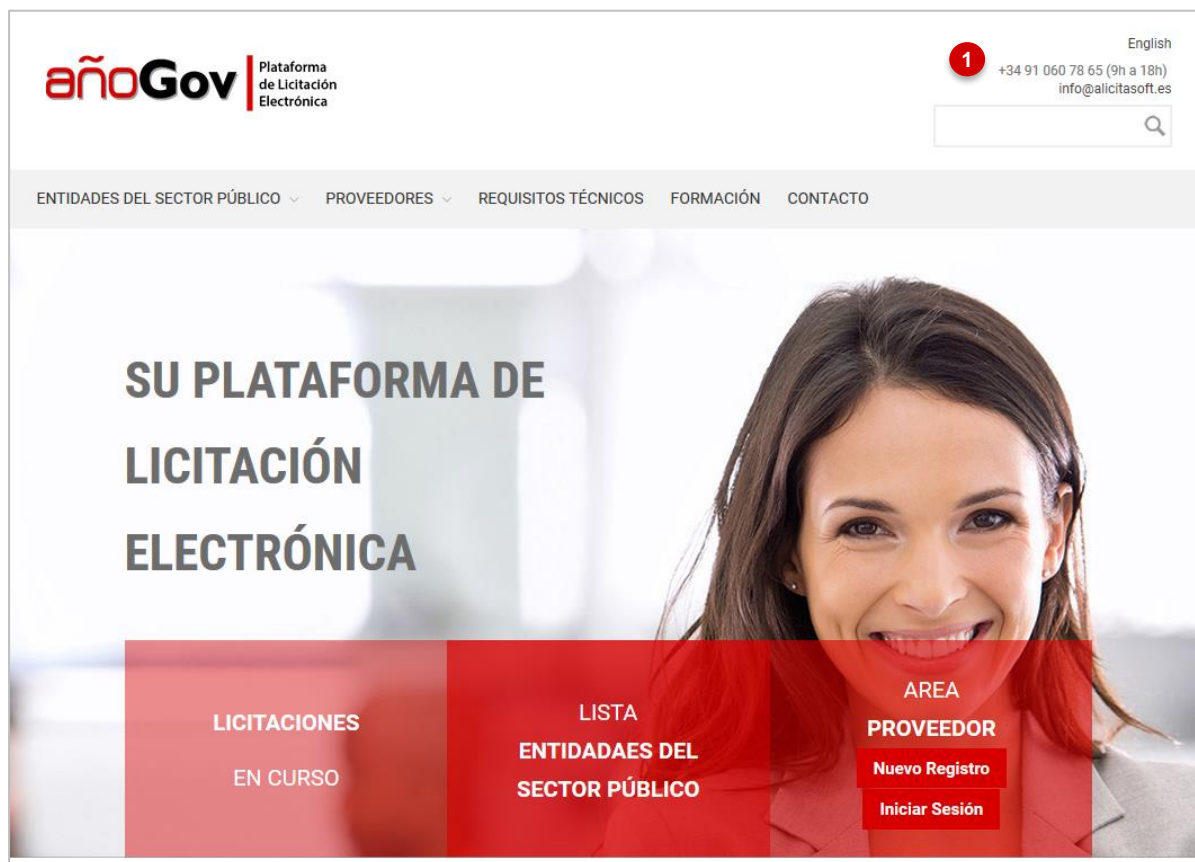 añoGov
Plataforma
de Licitación
Electrónica
English
1
+34 91 060 78 65 (9h a 18h)
info@alicitasoft.es
ENTIDADES DEL SECTOR PÚBLICO PROVEEDORES REQUISITOS TÉCNICOS FORMACIÓN CONTACTO
SU PLATAFORMA DE
LICITACIÓN
ELECTRÓNICA
LICITACIONES
EN CURSO
LISTA
ENTIDADAES DEL
SECTOR PÚBLICO
AREA
PROVEEDOR
Nuevo Registro
Iniciar Sesión